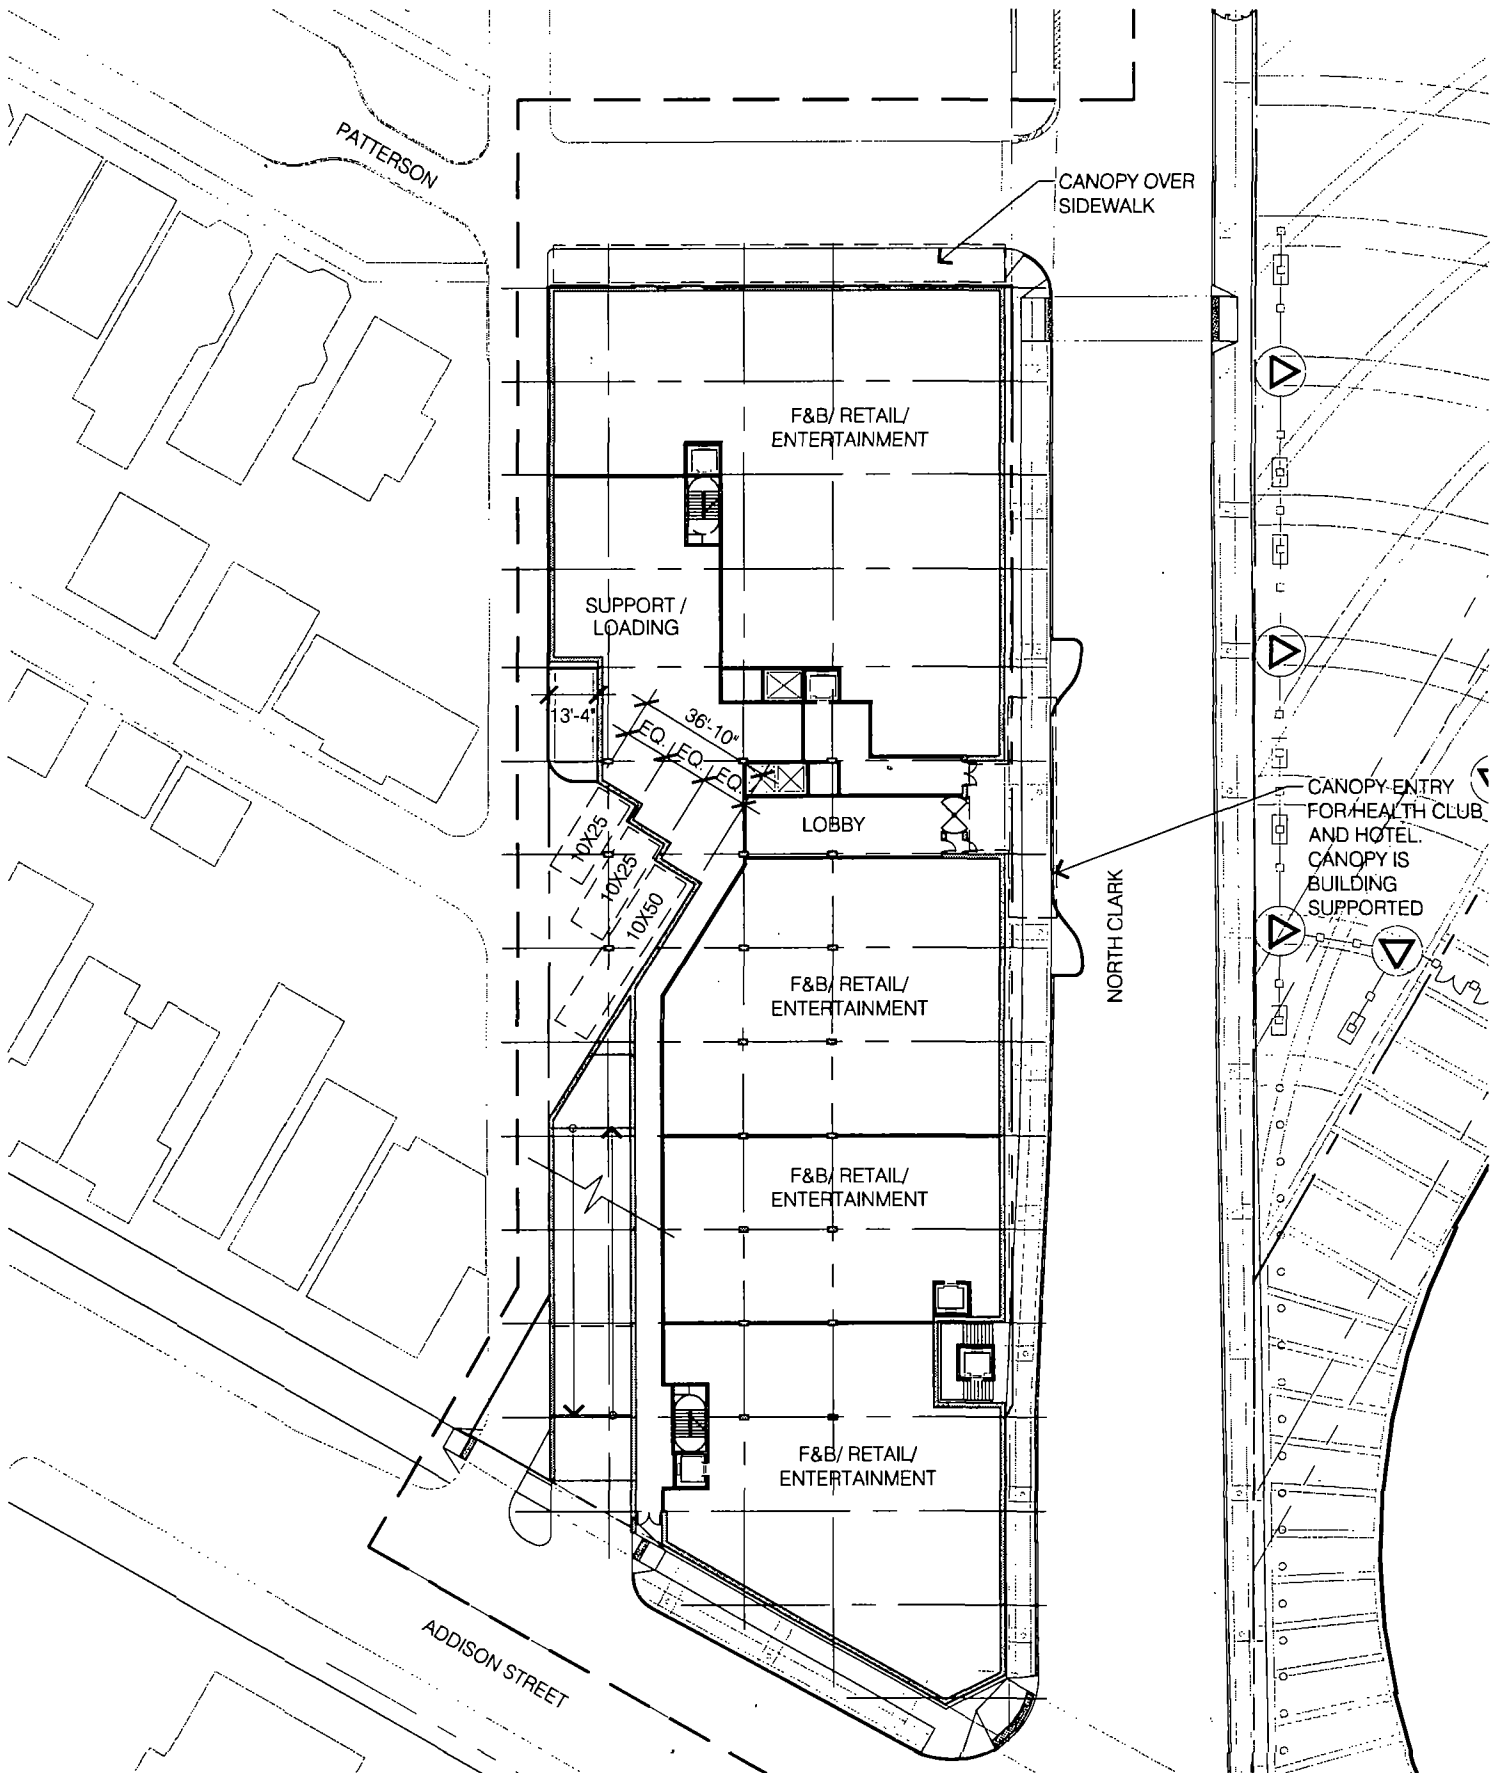 PATTERSON
CANOPY OVER
SIDEWALK
F&B/ RETAIL/
ENTERTAINMENT
SUPPORT /
LOADING
13'-4"
36'-10"
EQ.
EQ.
EQ.
10X25
10X25
10X50
LOBBY
CANOPY ENTRY
FOR HEALTH CLUB
AND HOTEL.
CANOPY IS
BUILDING
SUPPORTED
NORTH CLARK
F&B/ RETAIL/
ENTERTAINMENT
F&B/ RETAIL/
ENTERTAINMENT
F&B/ RETAIL/
ENTERTAINMENT
ADDISON STREET